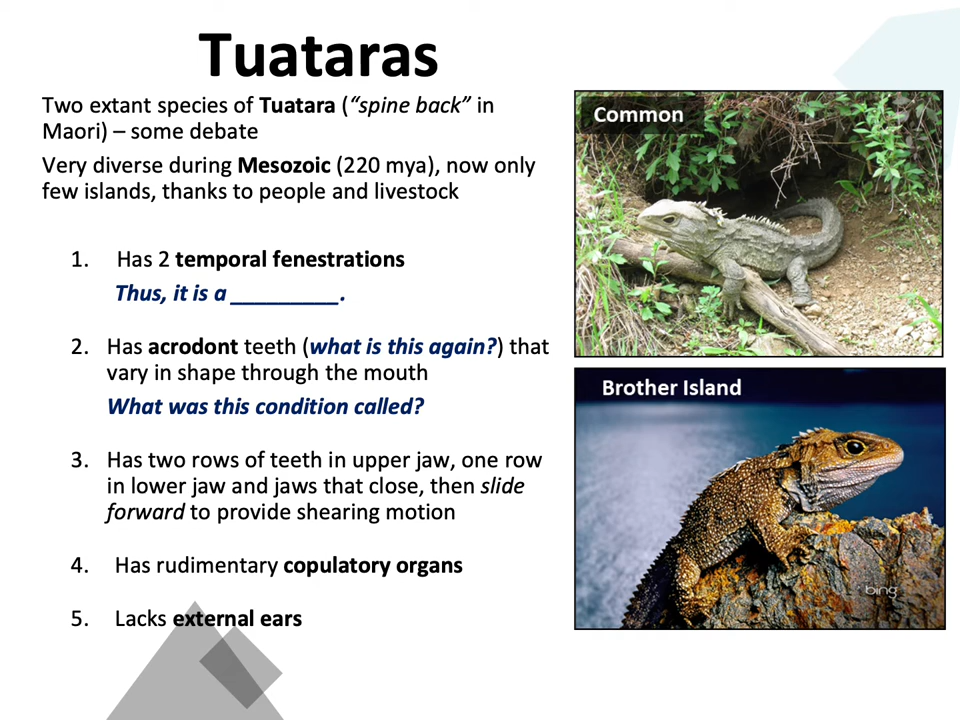 Tuataras
Two extant species of Tuatara (“spine back” in
Maori) – some debate
Very diverse during Mesozoic (220 mya), now only
few islands, thanks to people and livestock
1. Has 2 temporal fenestrations
Thus, it is a _________.
2. Has acrodont teeth (what is this again?) that
vary in shape through the mouth
What was this condition called?
3. Has two rows of teeth in upper jaw, one row
in lower jaw and jaws that close, then slide
forward to provide shearing motion
4. Has rudimentary copulatory organs
5. Lacks external ears
Common
Brother Island
bing